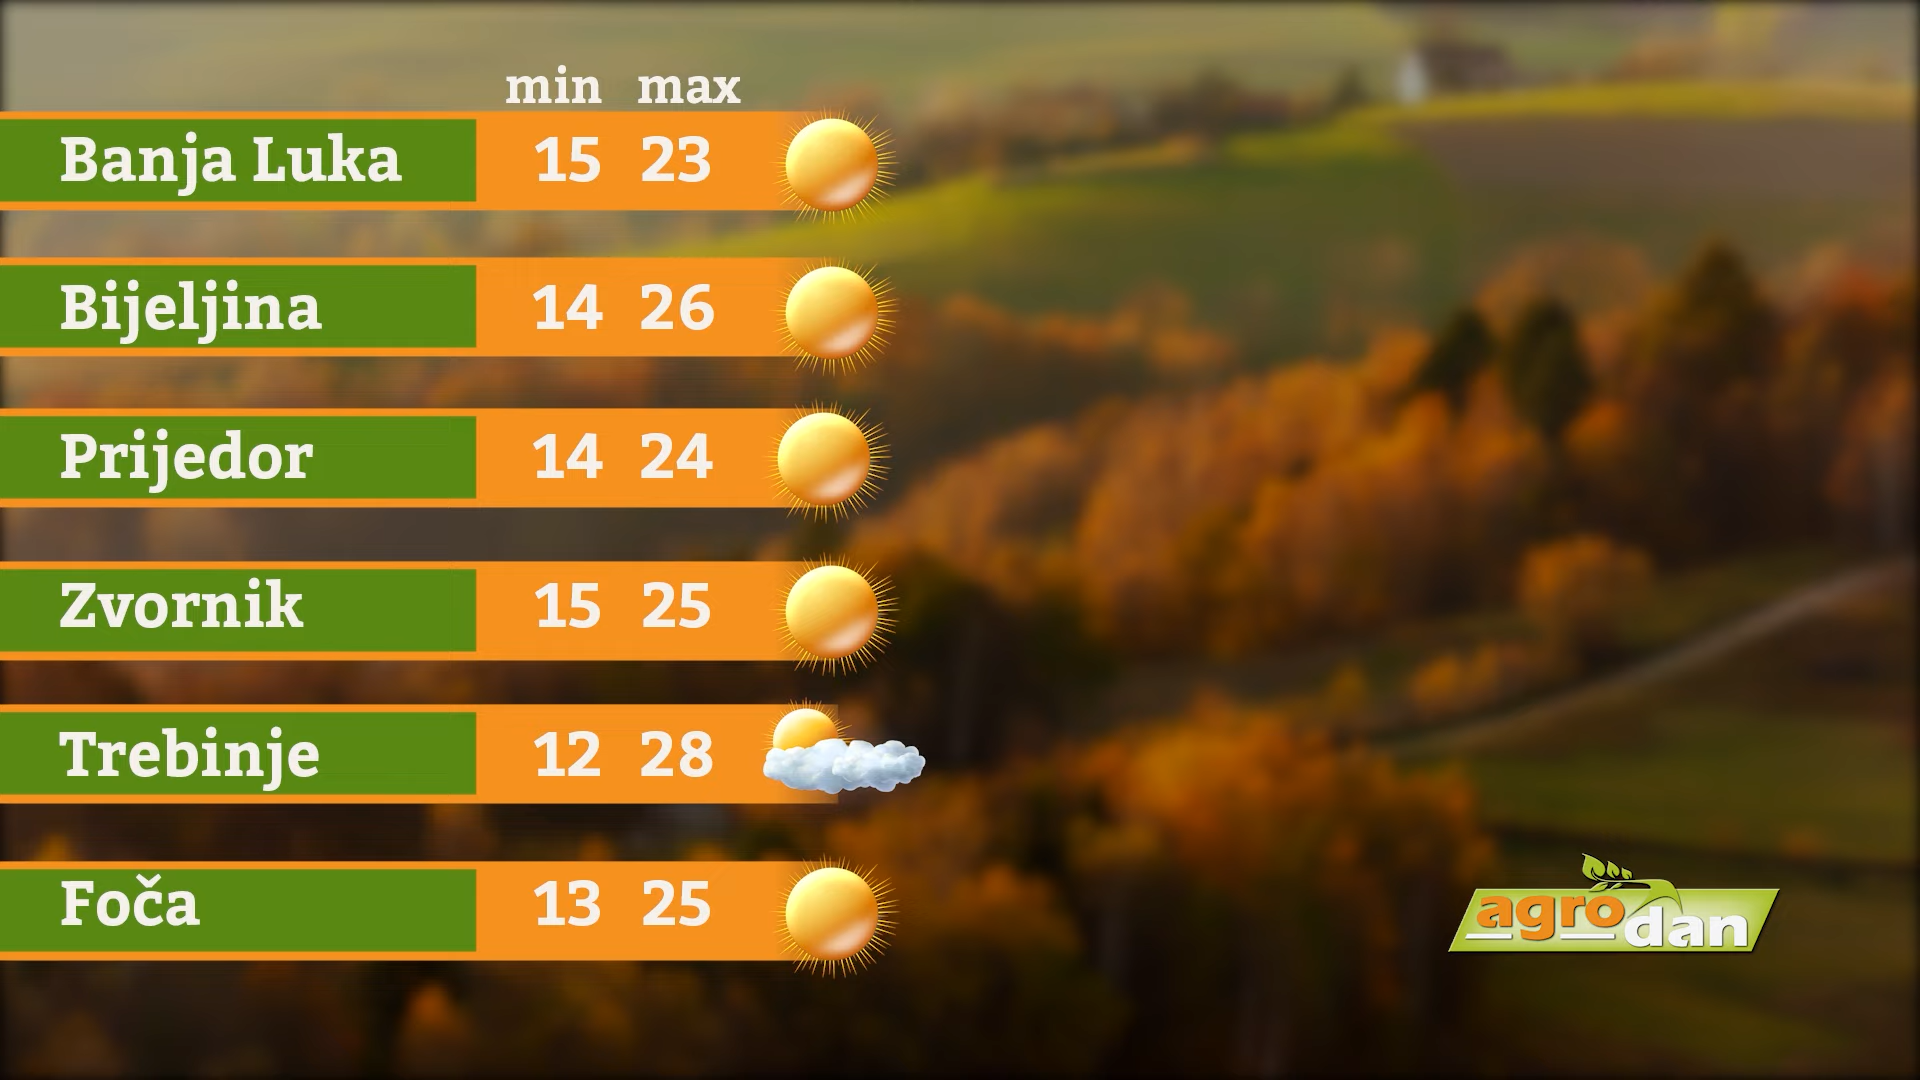 min max
Banja Luka 15 23
Bijeljina 14 26
Prijedor 14 24
Zvornik 15 25
Trebinje 12 28
Foča 13 25
agro
dan